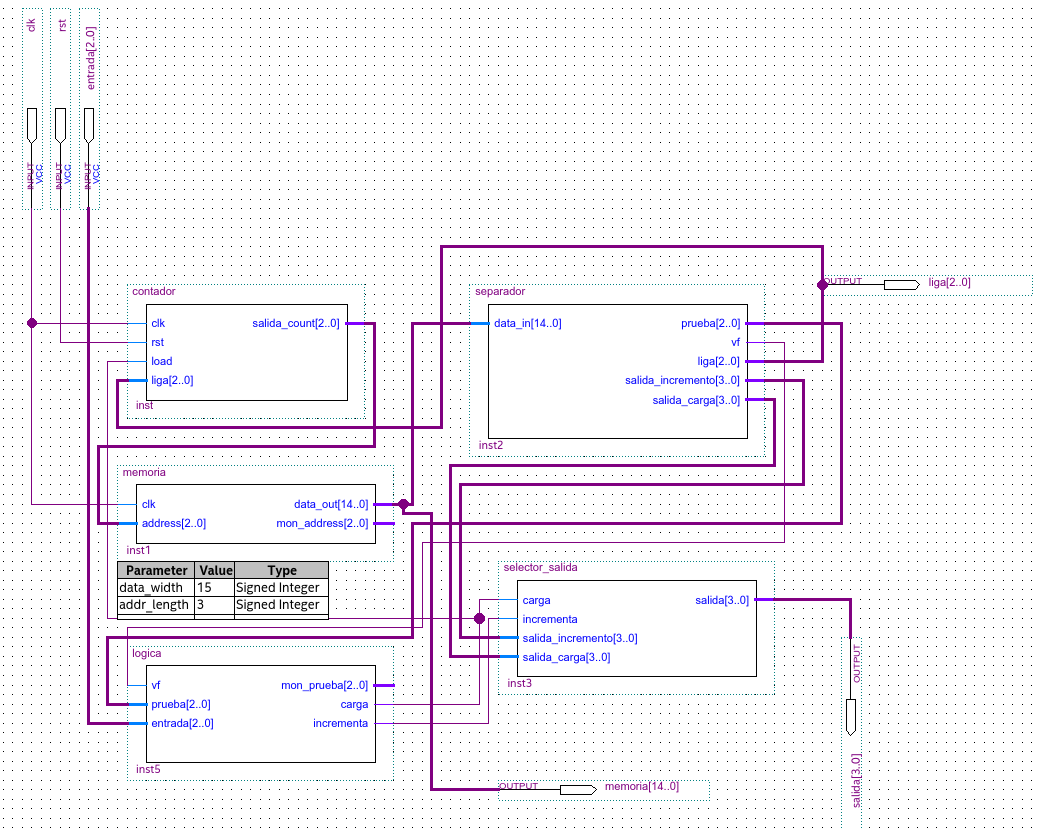 clk
rst
entrada[2..0]
INPUT
VCC
INPUT
VCC
INPUT
VCC
OUTPUT
liga[2..0]
contador
clk
salida_count[2..0]
rst
load
liga[2..0]
inst
separador
data_in[14..0]
prueba[2..0]
vf
liga[2..0]
salida_incremento[3..0]
salida_carga[3..0]
inst2
memoria
clk
data_out[14..0]
address[2..0]
mon_address[2..0]
inst1
Parameter Value Type
data_width 15 Signed Integer
addr_length 3 Signed Integer
selector_salida
carga
salida[3..0]
incrementa
salida_incremento[3..0]
salida_carga[3..0]
inst3
logica
vf
mon_prueba[2..0]
prueba[2..0]
carga
entrada[2..0]
incrementa
inst5
OUTPUT
salida[3..0]
OUTPUT
memoria[14..0]